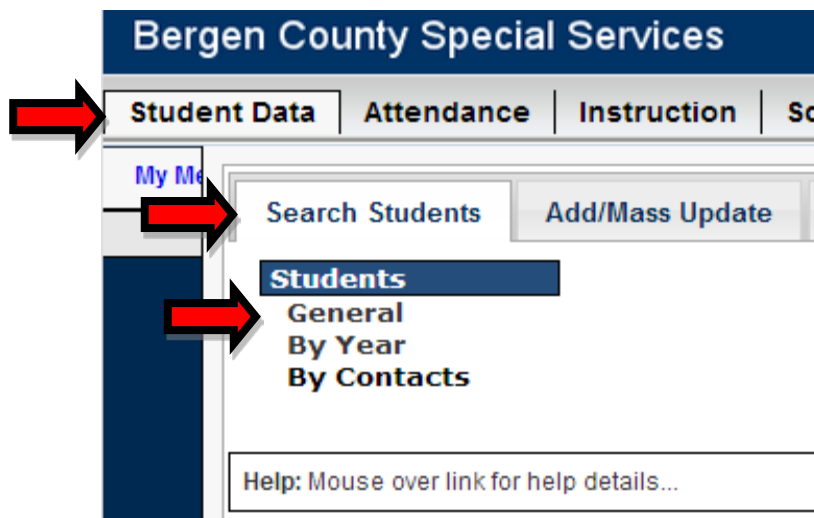 Bergen County Special Services
Student Data Attendance Instruction
My
Search Students Add/Mass Update
Students
General
By Year
By Contacts
Help: Mouse over link for help details...